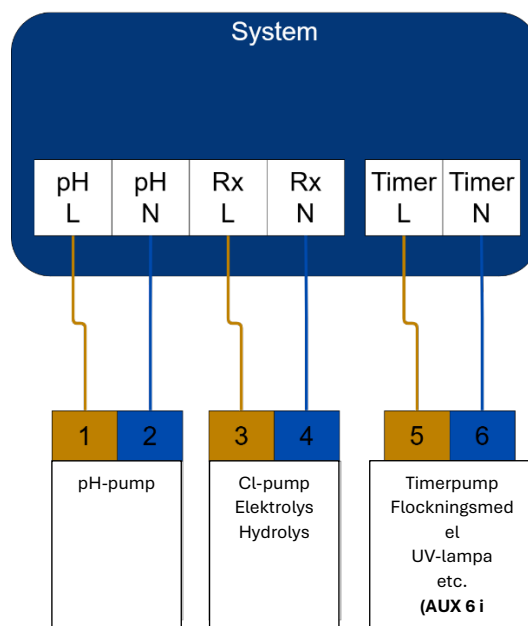 System
pH pH Rx Rx Timer Timer
L N L N L N
1 2 3 4 5 6
pH-pump
Cl-pump
Elektrolys
Hydrolys
Timerpump
Flockningsmed
el
UV-lampa
etc.
(AUX 6 i